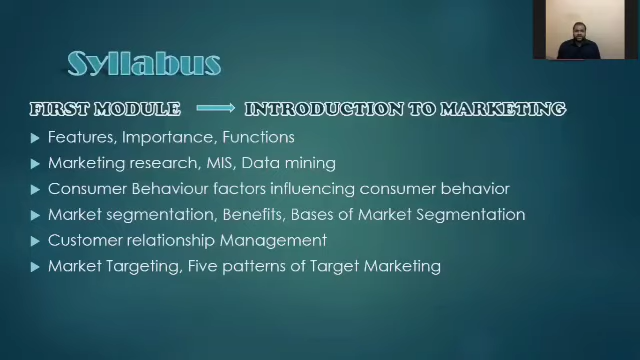 Syllabus
FIRST MODULE INTRODUCTION TO MARKETING
Features, Importance, Functions
Marketing research, MIS, Data mining
Consumer Behaviour factors influencing consumer behavior
Market segmentation, Benefits, Bases of Market Segmentation
Customer relationship Management
Market Targeting, Five patterns of Target Marketing